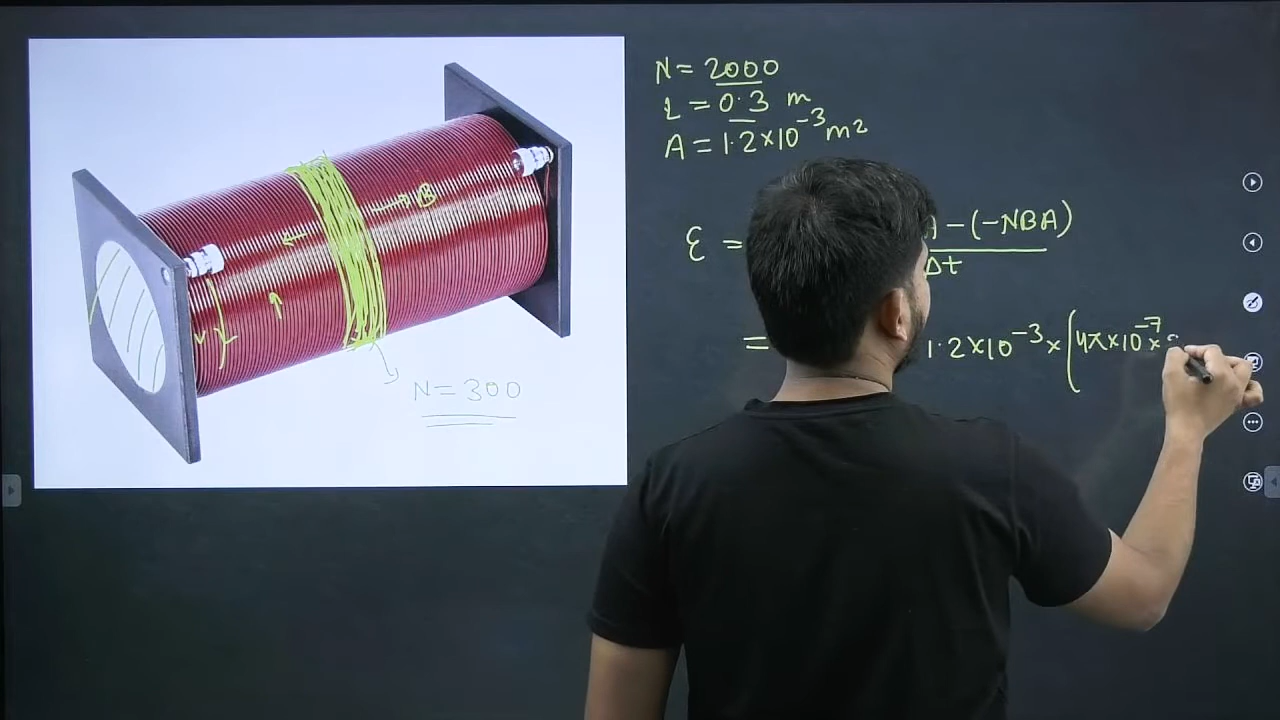 N = 2000
L = 0.3 m
A = 1.2×10⁻³ m²
ℰ = A - (-NBA)
Δt
= 1.2×10⁻³ × (4π×10⁻⁷ ×
B
N = 300